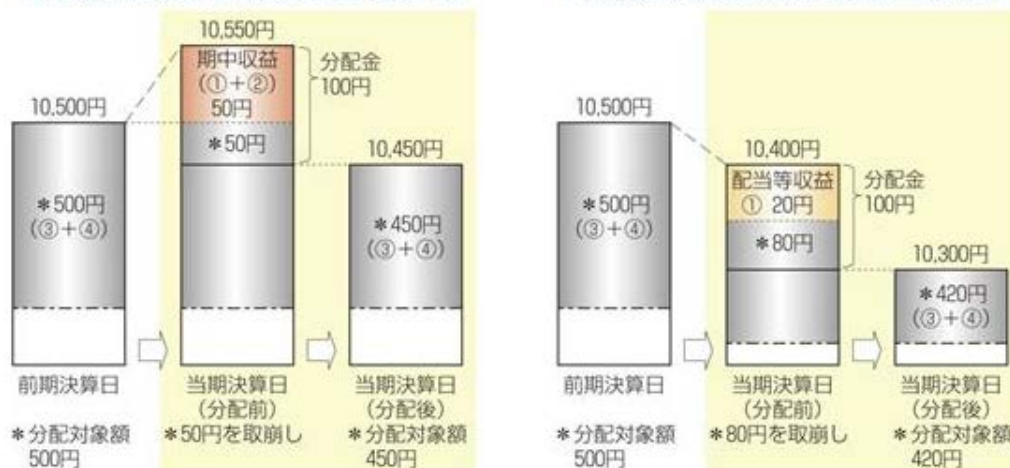 10,550円
期中収益
(①+②)
50円
分配金
100円
10,500円
*50円
10,450円
*500円
(③+④)
*450円
(③+④)
前期決算日
当期決算日
(分配前)
当期決算日
(分配後)
*分配対象額
500円
*50円を取崩し
*分配対象額
450円
10,500円
10,400円
配当等収益
① 20円
分配金
100円
*500円
(③+④)
*80円
10,300円
*420円
(③+④)
前期決算日
当期決算日
(分配前)
当期決算日
(分配後)
*分配対象額
500円
*80円を取崩し
*分配対象額
420円